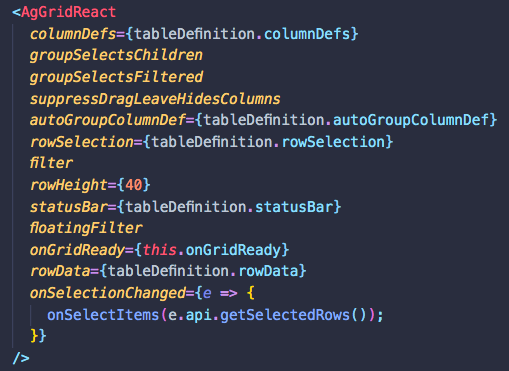 <AgGridReact
columnDefs={tableDefinition.columnDefs}
groupSelectsChildren
groupSelectsFiltered
suppressDragLeaveHidesColumns
autoGroupColumnDef={tableDefinition.autoGroupColumnDef}
rowSelection={tableDefinition.rowSelection}
filter
rowHeight={40}
statusBar={tableDefinition.statusBar}
floatingFilter
onGridReady={this.onGridReady}
rowData={tableDefinition.rowData}
onSelectionChanged={e => {
onSelectItems(e.api.getSelectedRows());
}}
/>